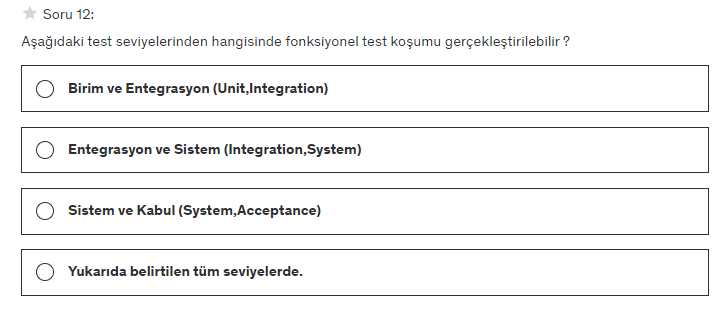 Soru 12:
Aşağıdaki test seviyelerinden hangisinde fonksiyonel test koşumu gerçekleştirilebilir ?
Birim ve Entegrasyon (Unit,Integration)
Entegrasyon ve Sistem (Integration,System)
Sistem ve Kabul (System,Acceptance)
Yukarıda belirtilen tüm seviyelerde.